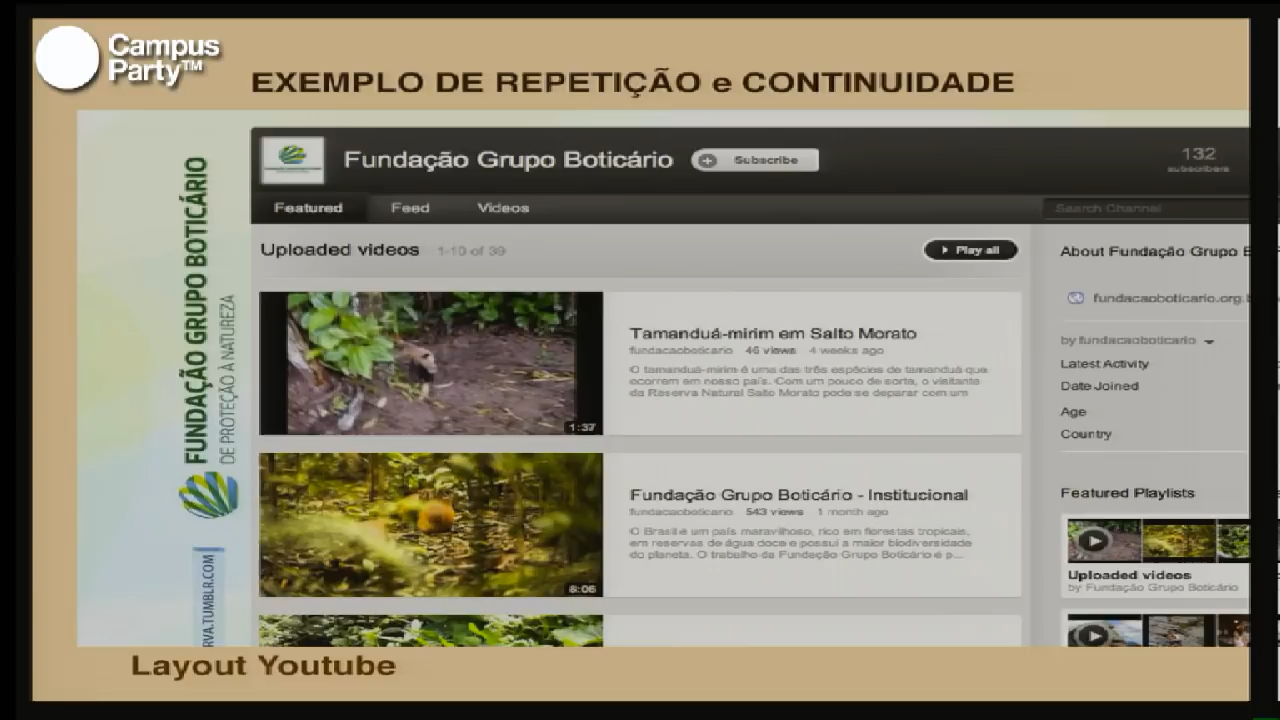 Campus
Party™
EXEMPLO DE REPETIÇÃO e CONTINUIDADE
FUNDAÇÃO GRUPO BOTICÁRIO
DE PROTEÇÃO À NATUREZA
RVA.TUMBLR.COM
Fundação Grupo Boticário
Subscribe
132
subscribers
Featured Feed Videos
Search Channel
Uploaded videos 1-10 of 39
Play all
Tamanduá-mirim em Salto Morato
fundacaoboticario 46 views 4 weeks ago
O tamanduá-mirim é uma das três espécies de tamanduá que
ocorrem em nosso país. Com um pouco de sorte, o visitante
da Reserva Natural Salto Morato pode se deparar com um
1:37
Fundação Grupo Boticário - Institucional
fundacaoboticario 543 views 1 month ago
O Brasil é um país maravilhoso, rico em florestas tropicais,
em reservas de água doce e possui a maior biodiversidade
do planeta. O trabalho da Fundação Grupo Boticário é p...
6:06
About Fundação Grupo B
fundacaoboticario.org.b
by fundacaoboticario
Latest Activity
Date Joined
Age
Country
Featured Playlists
Uploaded videos
by Fundação Grupo Boticário
Layout Youtube